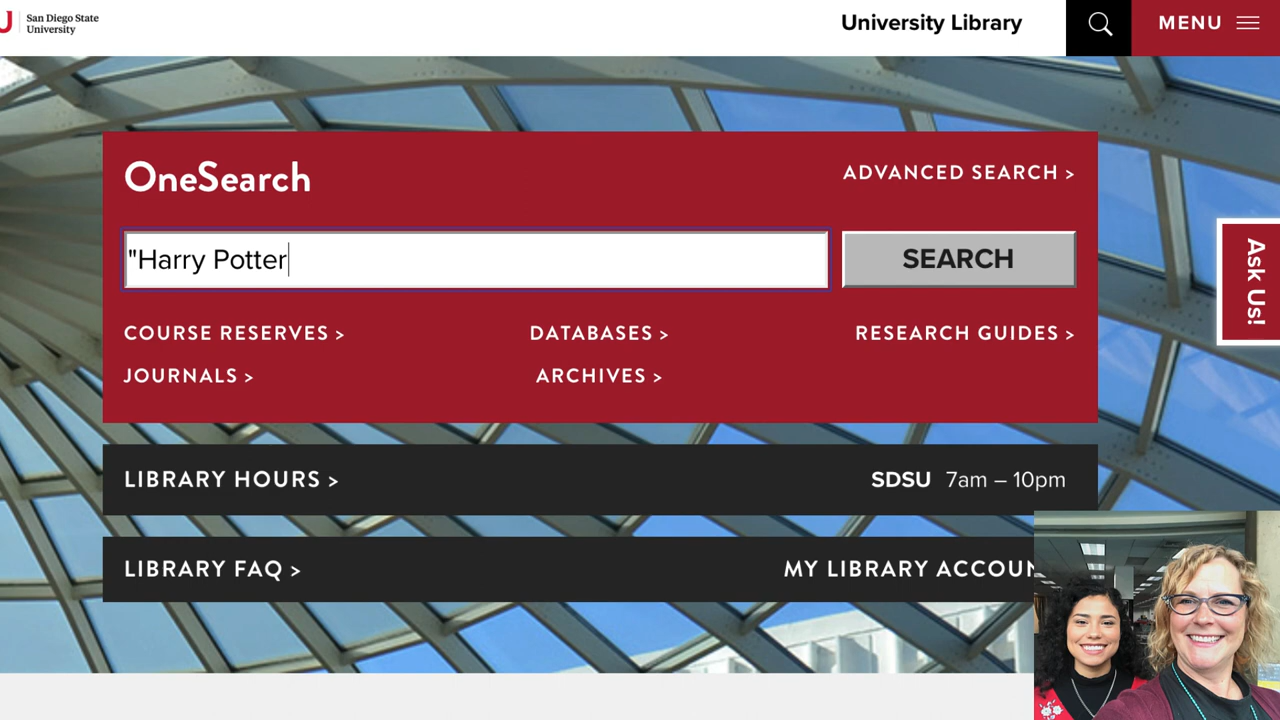 San Diego State
University
University Library
MENU
OneSearch
ADVANCED SEARCH >
"Harry Potter
SEARCH
Ask Us!
COURSE RESERVES >
DATABASES >
RESEARCH GUIDES >
JOURNALS >
ARCHIVES >
LIBRARY HOURS >
SDSU 7am – 10pm
LIBRARY FAQ >
MY LIBRARY ACCOUN